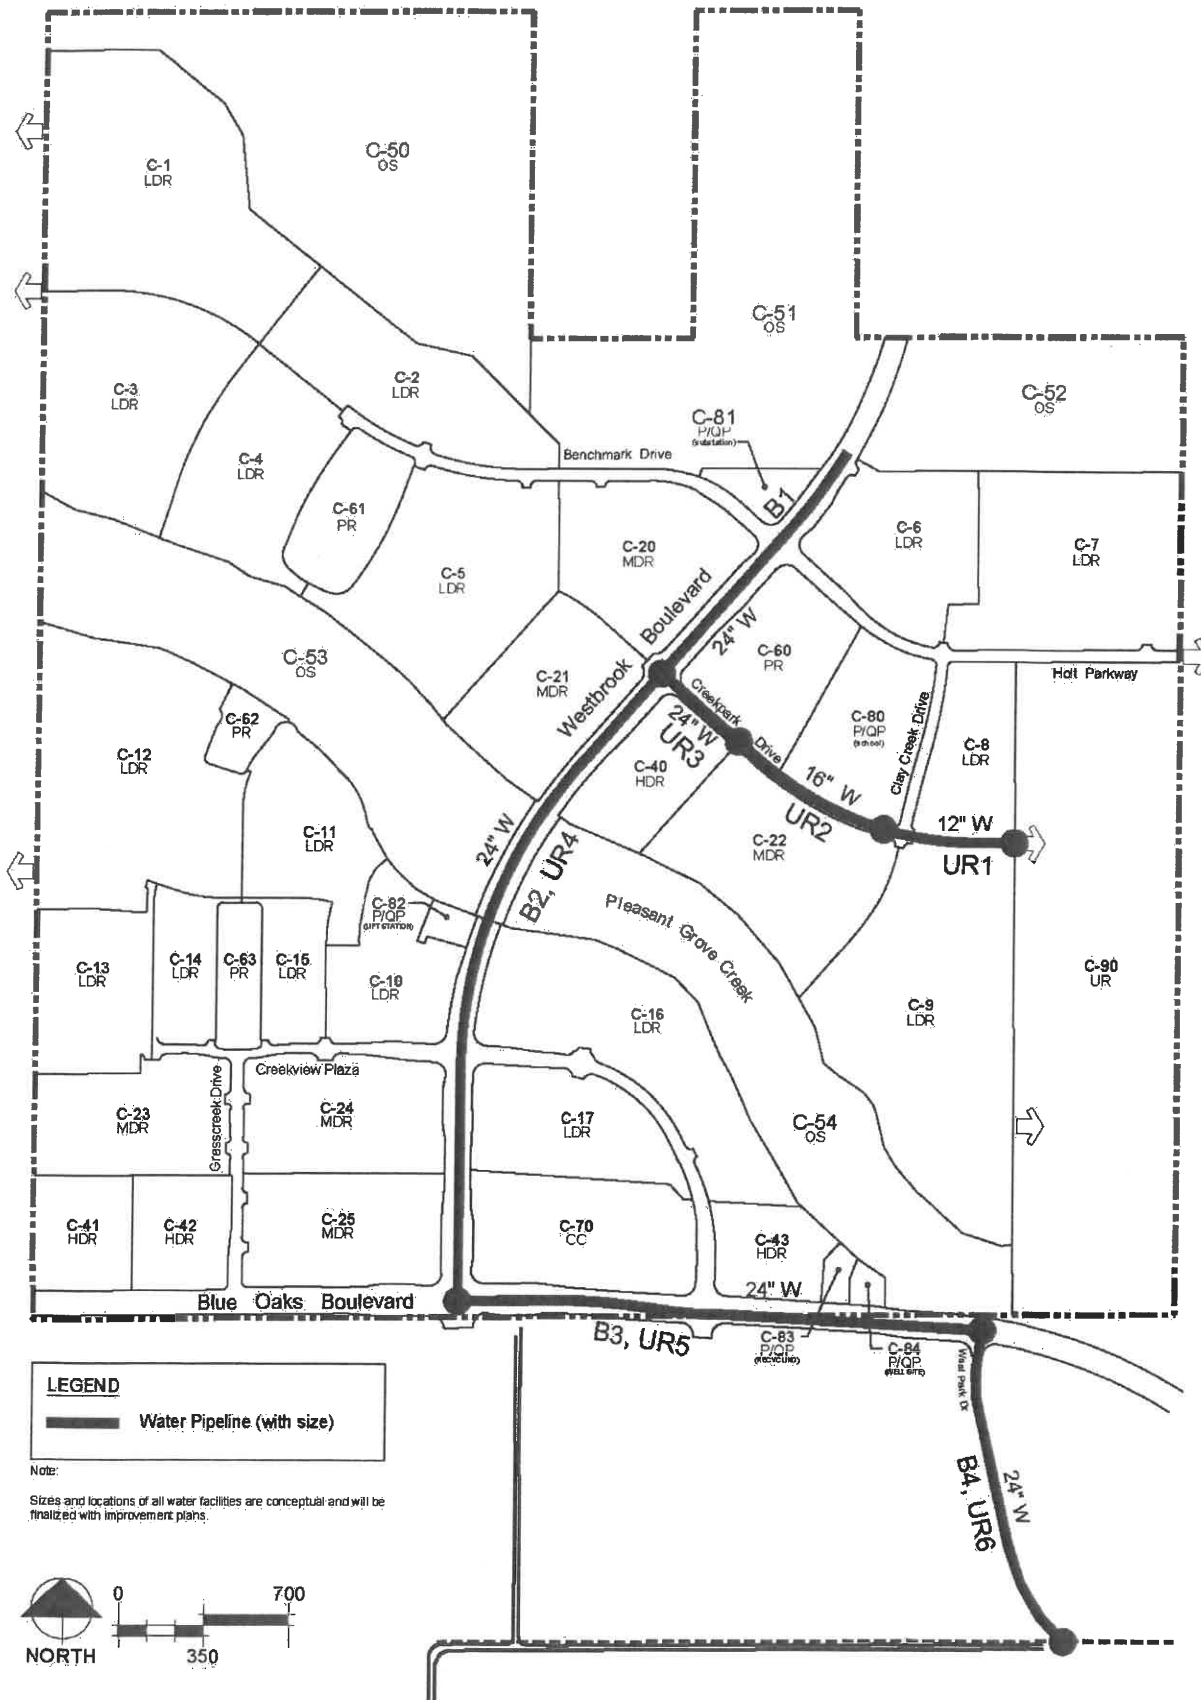 C-50
OS
C-1
LDR
C-51
OS
C-2
LDR
C-3
LDR
C-52
OS
C-81
P/QP
(substation)
Benchmark Drive
C-4
LDR
C-61
PR
B1
C-6
LDR
C-7
LDR
C-20
MDR
C-5
LDR
Westbrook Boulevard
24" W
C-60
PR
C-53
OS
C-21
MDR
Holt Parkway
Creekpark Drive
24" W
UR3
C-62
PR
C-80
P/QP
(school)
Clay Creek Drive
C-12
LDR
C-8
LDR
C-40
HDR
16" W
UR2
12" W
UR1
C-11
LDR
24" W
B2, UR4
C-22
MDR
C-82
P/QP
(LIFT STATION)
Pleasant Grove Creek
C-13
LDR
C-14
LDR
C-63
PR
C-15
LDR
C-10
LDR
C-90
UR
C-16
LDR
C-9
LDR
Creekview Plaza
Grasscreek Drive
C-23
MDR
C-24
MDR
C-17
LDR
C-54
OS
C-41
HDR
C-42
HDR
C-25
MDR
C-70
CC
C-43
HDR
24" W
Blue Oaks Boulevard
B3, UR5
C-83
P/QP
(RECYCLING)
C-84
P/QP
(WELL SITE)
West Park Dr
B4, UR6
24" W
LEGEND
Water Pipeline (with size)
Note:
Sizes and locations of all water facilities are conceptual and will be
finalized with improvement plans.
0
700
350
NORTH